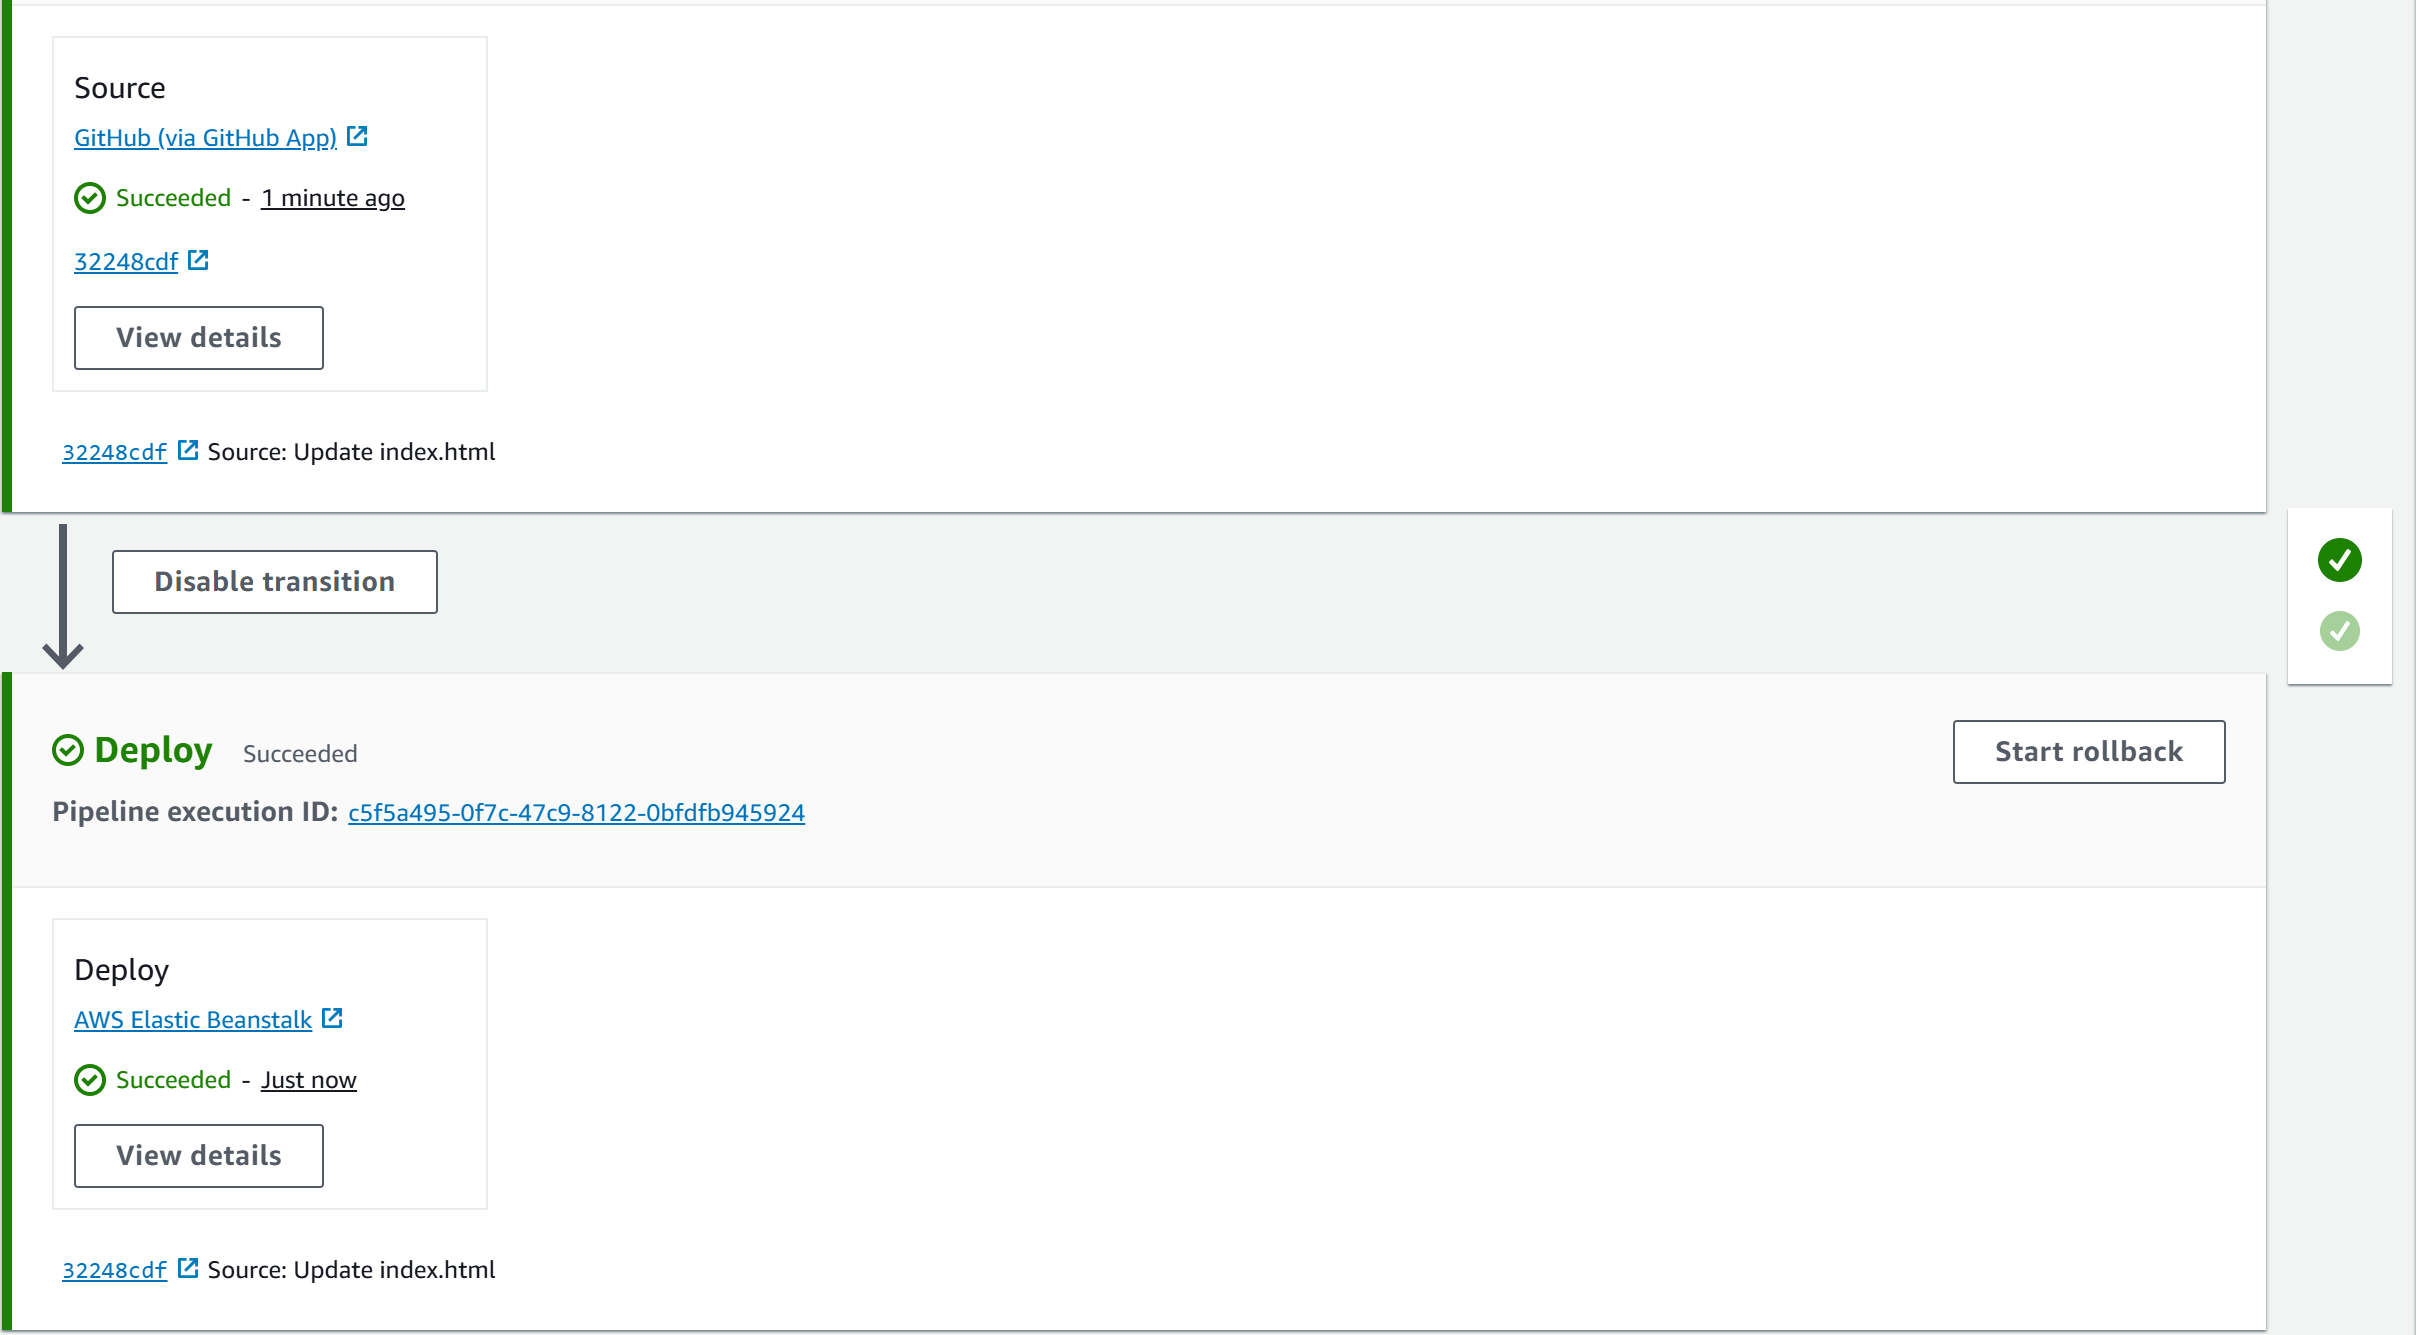 Source
GitHub (via GitHub App)
Succeeded - 1 minute ago
32248cdf
View details
32248cdf Source: Update index.html
Disable transition
Deploy Succeeded
Start rollback
Pipeline execution ID: c5f5a495-0f7c-47c9-8122-0bfdfb945924
Deploy
AWS Elastic Beanstalk
Succeeded - Just now
View details
32248cdf Source: Update index.html